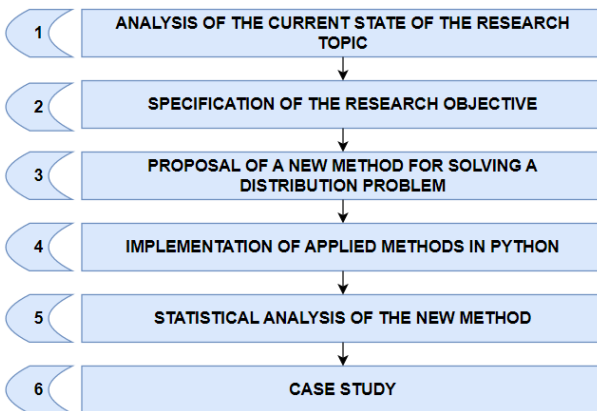 1
ANALYSIS OF THE CURRENT STATE OF THE RESEARCH
TOPIC
2
SPECIFICATION OF THE RESEARCH OBJECTIVE
3
PROPOSAL OF A NEW METHOD FOR SOLVING A
DISTRIBUTION PROBLEM
4
IMPLEMENTATION OF APPLIED METHODS IN PYTHON
5
STATISTICAL ANALYSIS OF THE NEW METHOD
6
CASE STUDY